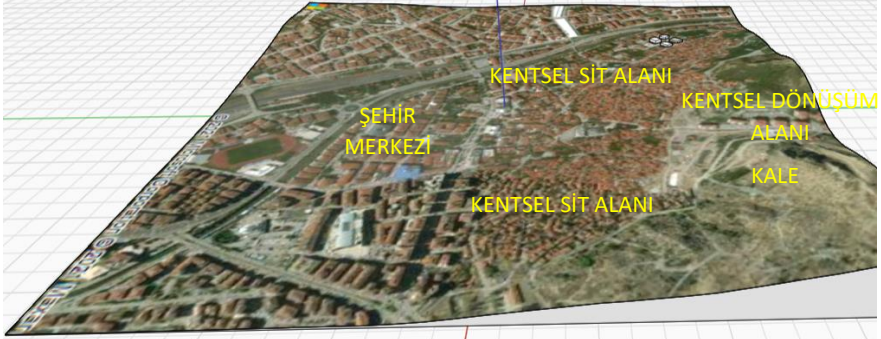 KENTSEL SİT ALANI
KENTSEL DÖNÜŞÜM
ALANI
ŞEHİR
MERKEZİ
KALE
KENTSEL SİT ALANI